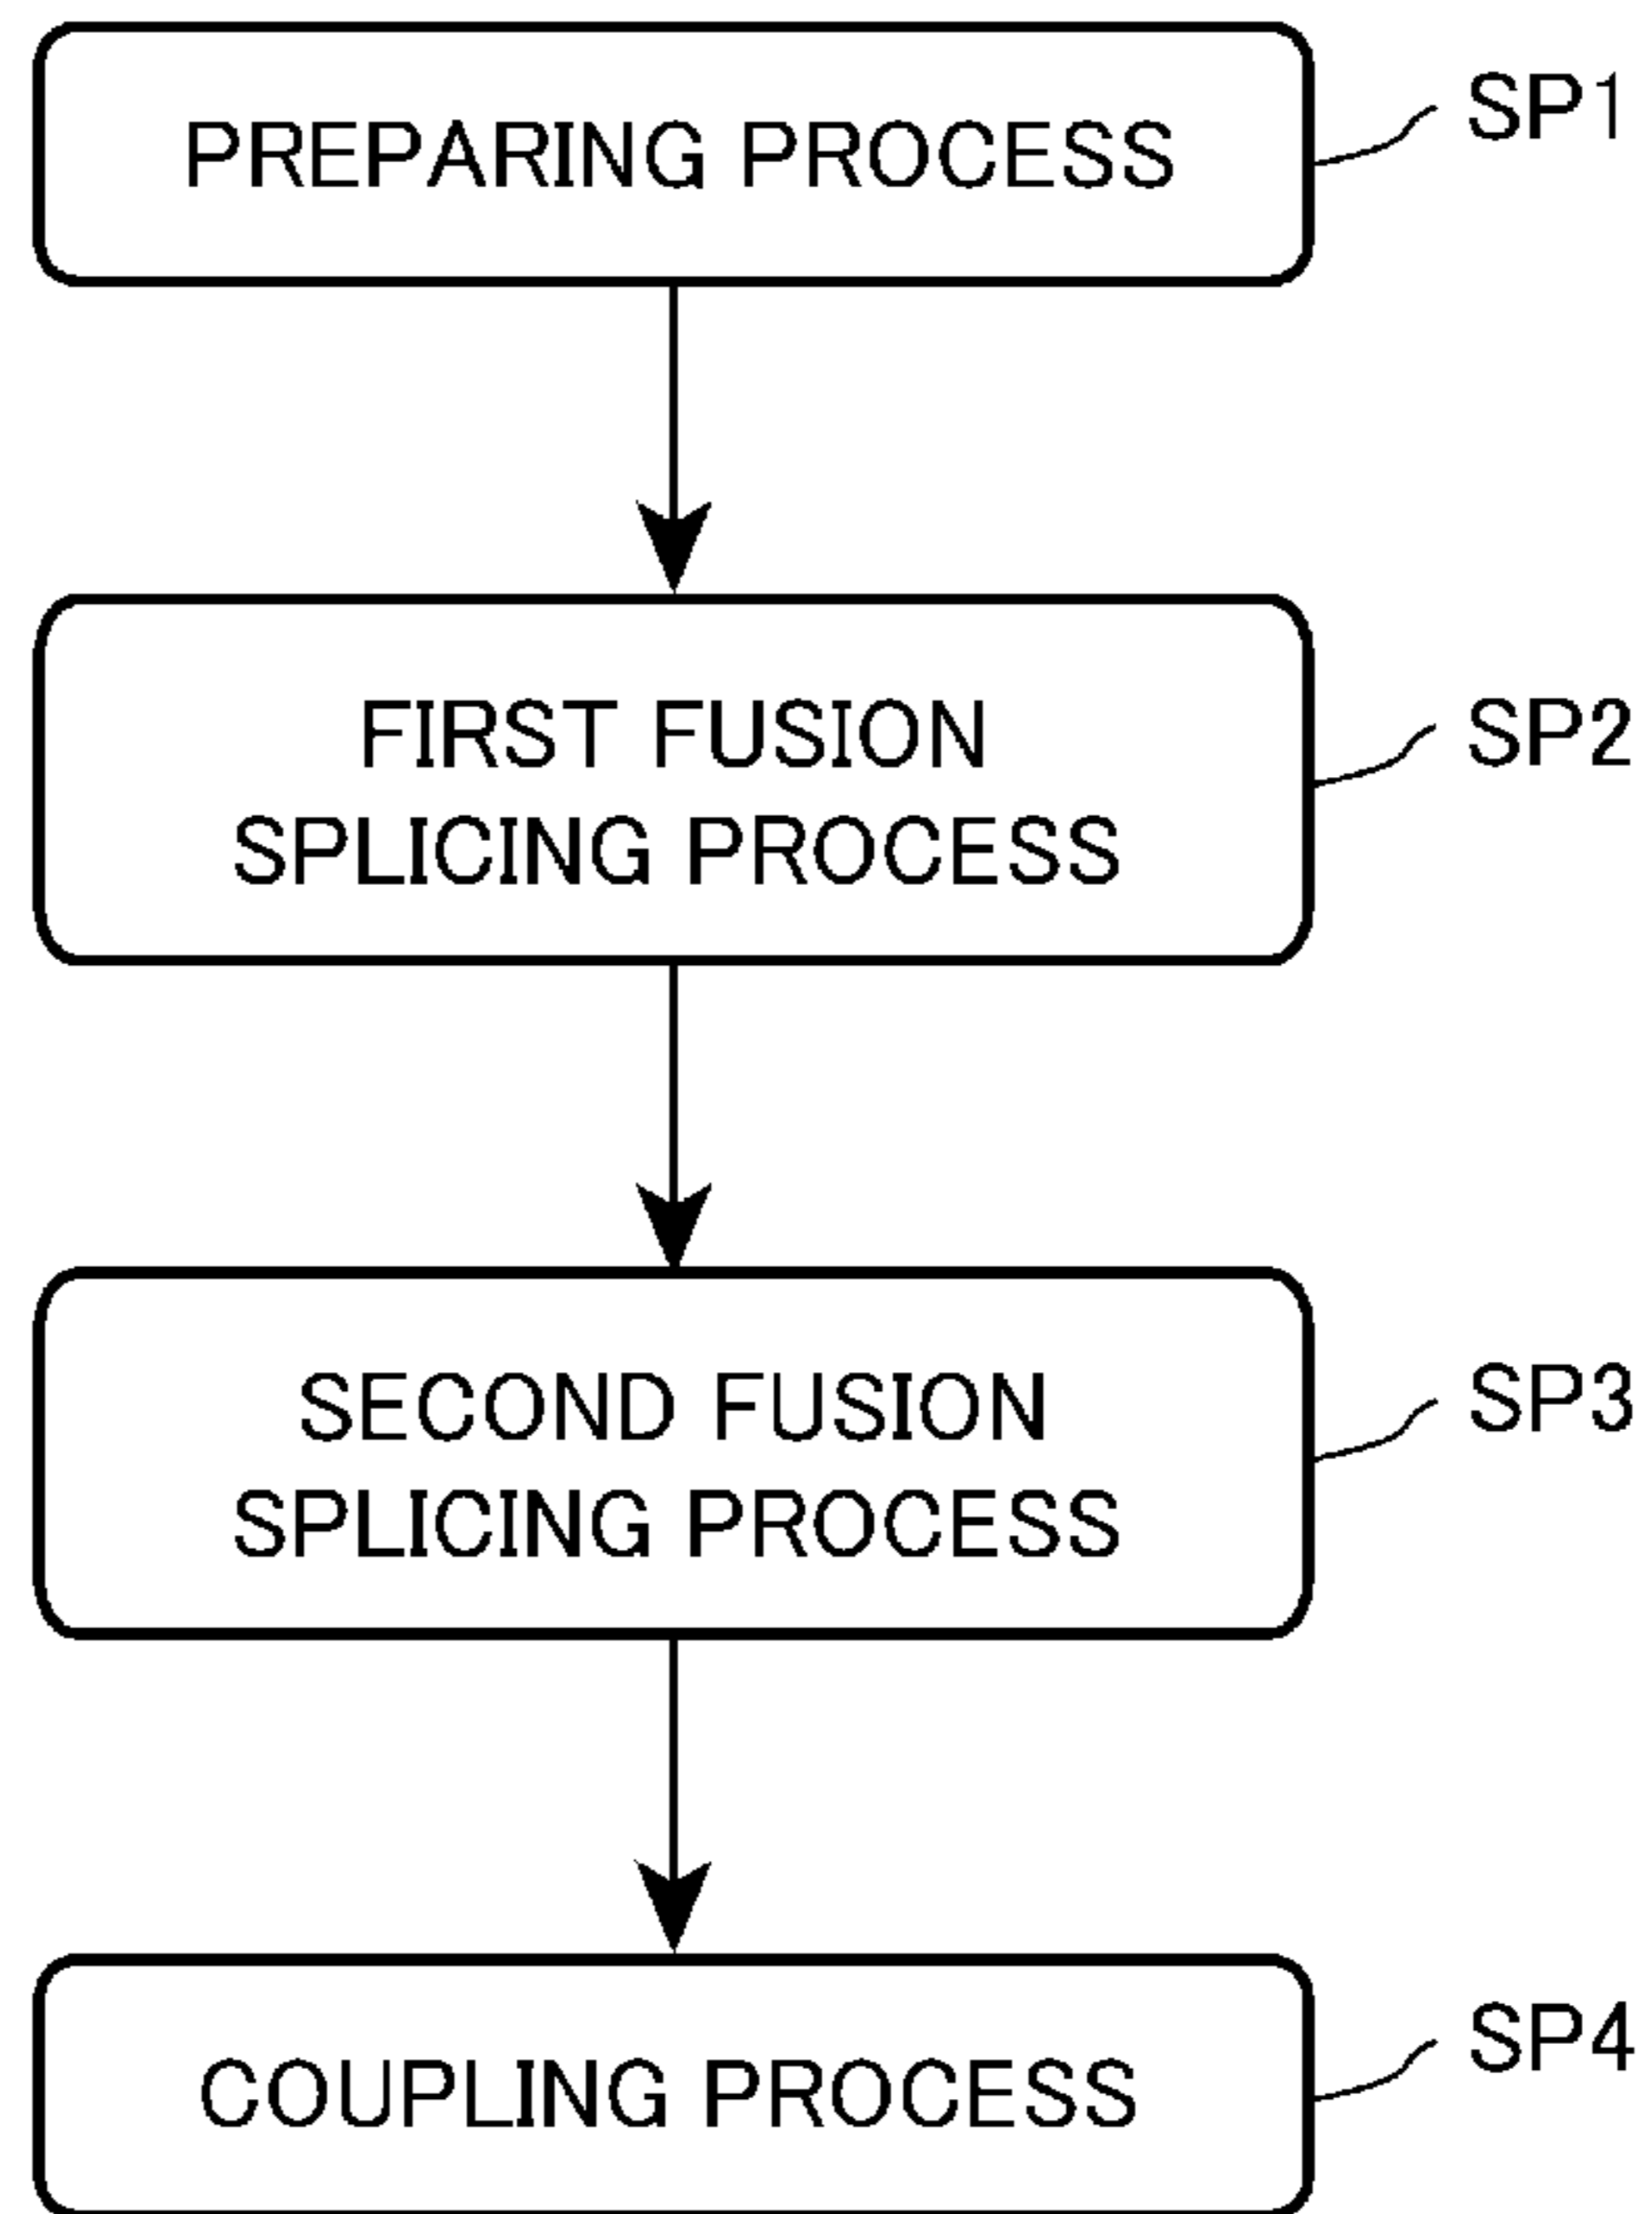 PREPARING PROCESS
SP1
FIRST FUSION
SPLICING PROCESS
SP2
SECOND FUSION
SPLICING PROCESS
SP3
COUPLING PROCESS
SP4